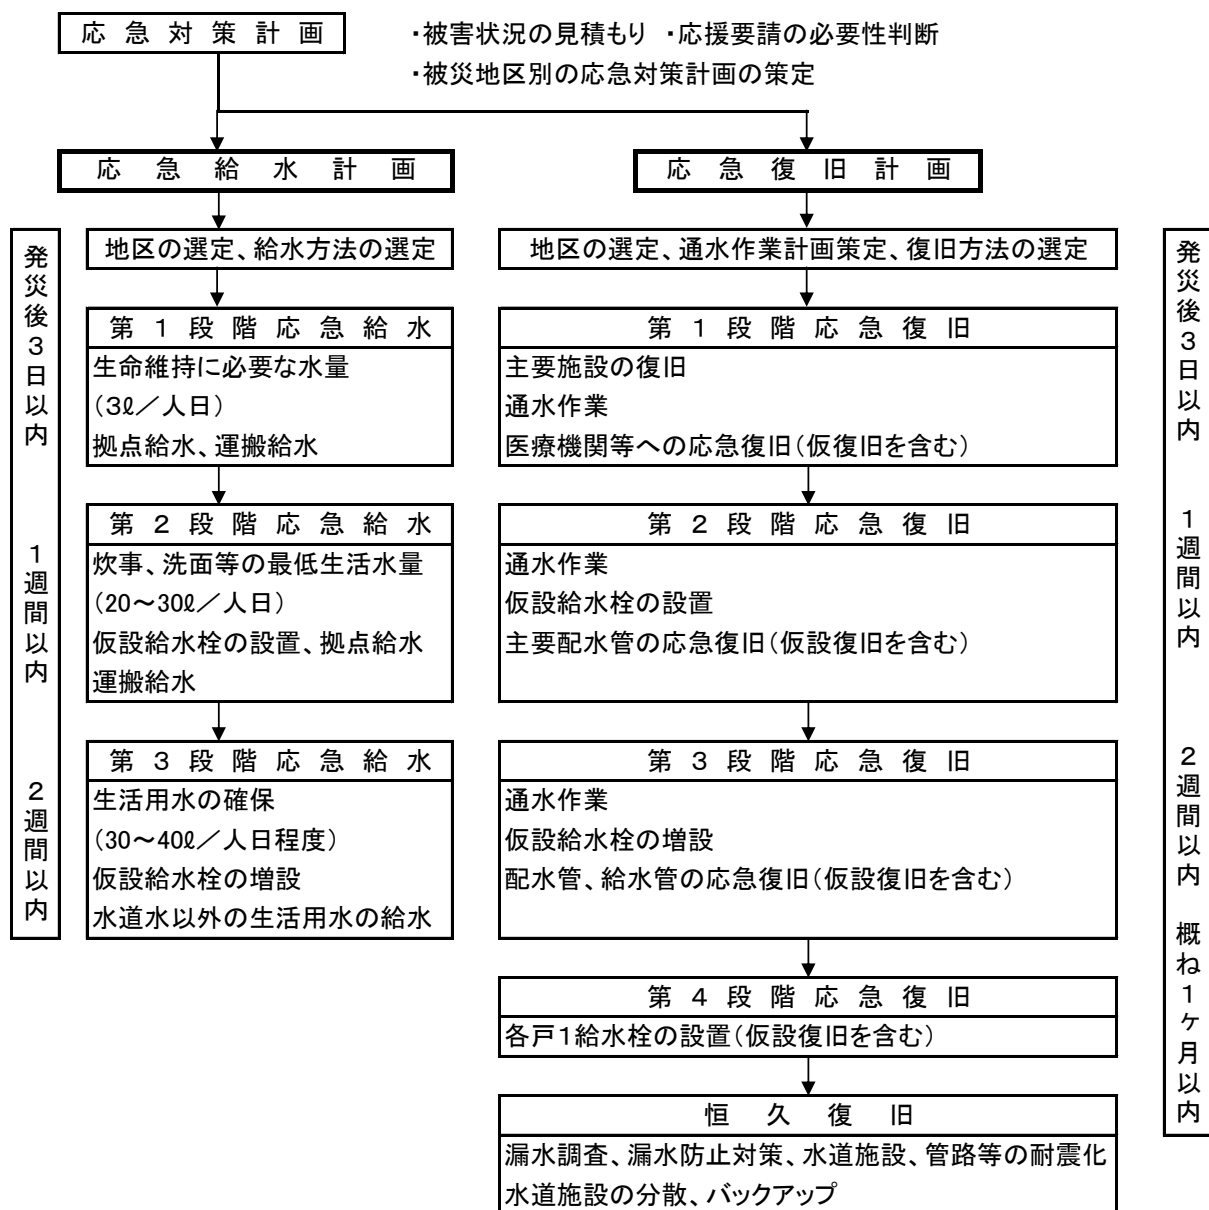 応急対策計画
・被害状況の見積もり ・応援要請の必要性判断
・被災地区別の応急対策計画の策定
応急給水計画
応急復旧計画
発災後3日以内
1週間以内
2週間以内
地区の選定、給水方法の選定
第1段階応急給水
生命維持に必要な水量
(3ℓ/人日)
拠点給水、運搬給水
第2段階応急給水
炊事、洗面等の最低生活水量
(20~30ℓ/人日)
仮設給水栓の設置、拠点給水
運搬給水
第3段階応急給水
生活用水の確保
(30~40ℓ/人日程度)
仮設給水栓の増設
水道水以外の生活用水の給水
地区の選定、通水作業計画策定、復旧方法の選定
第1段階応急復旧
主要施設の復旧
通水作業
医療機関等への応急復旧(仮復旧を含む)
第2段階応急復旧
通水作業
仮設給水栓の設置
主要配水管の応急復旧(仮設復旧を含む)
第3段階応急復旧
通水作業
仮設給水栓の増設
配水管、給水管の応急復旧(仮設復旧を含む)
第4段階応急復旧
各戸1給水栓の設置(仮設復旧を含む)
恒久復旧
漏水調査、漏水防止対策、水道施設、管路等の耐震化
水道施設の分散、バックアップ
発災後3日以内
1週間以内
2週間以内
概ね1ヶ月以内